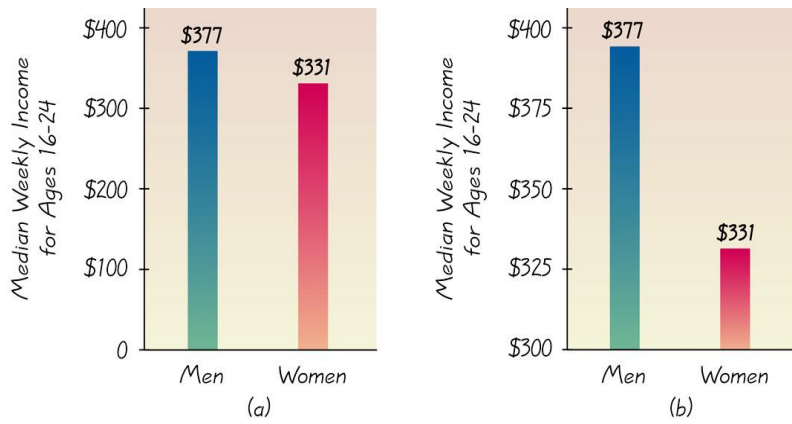 Median Weekly Income
for Ages 16-24
$400
$300
$200
$100
0
$377
$331
Men
Women
(a)
Median Weekly Income
for Ages 16-24
$400
$375
$350
$325
$300
$377
$331
Men
Women
(b)